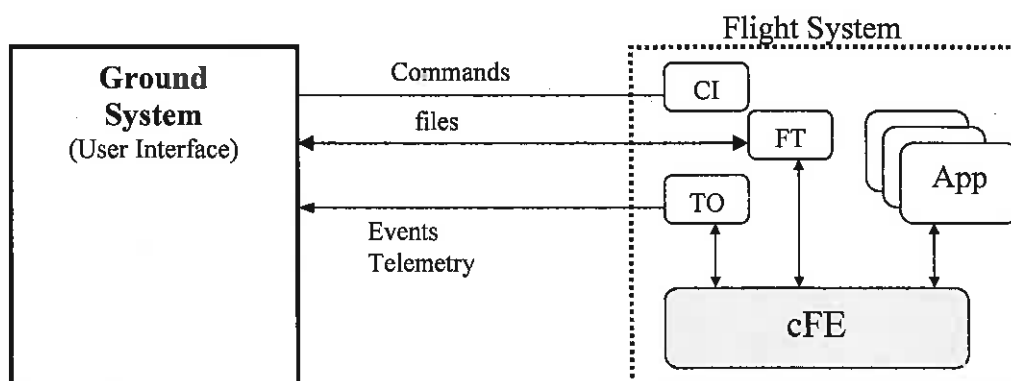 Flight System
Ground
System
(User Interface)
Commands
CI
files
FT
App
TO
Events
Telemetry
cFE